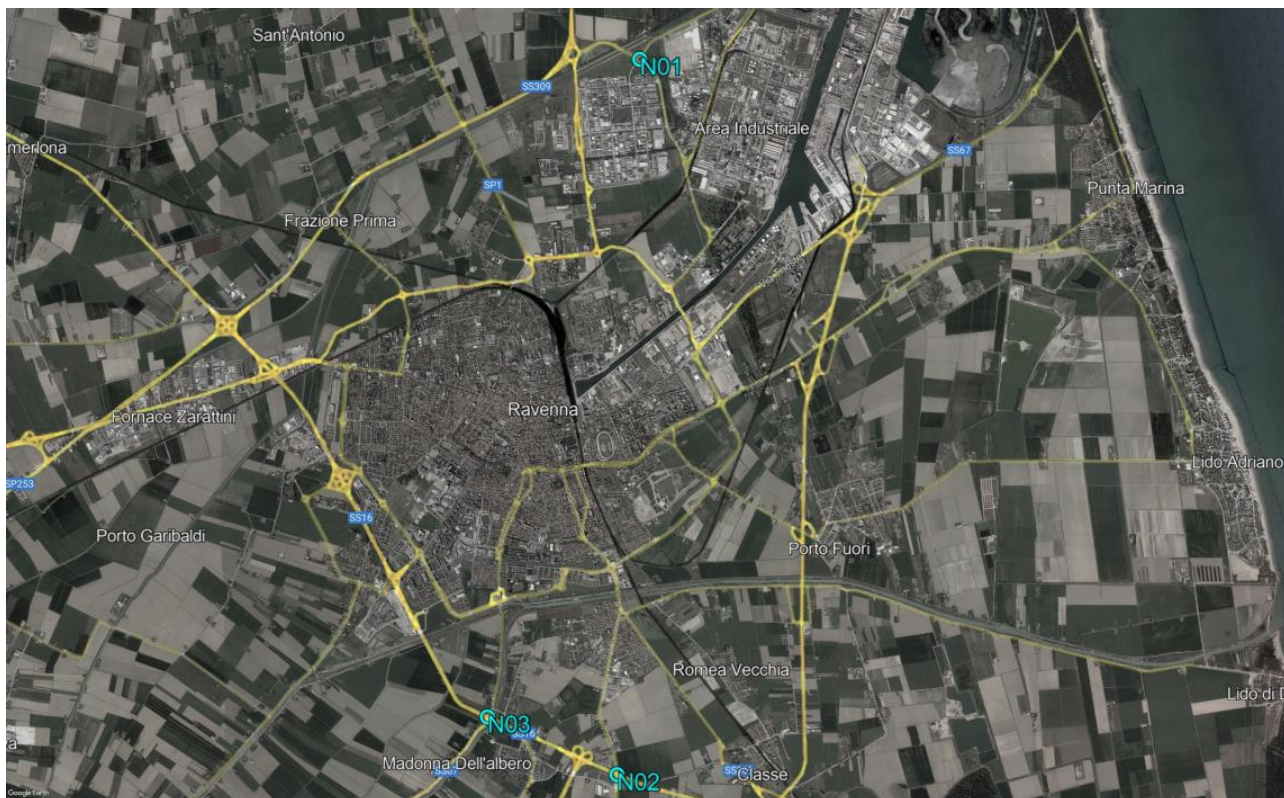 Sant'Antonio
N01
SS309
Area Industriale
merlona
SS67
SP1
Punta Marina
Frazione Prima
Ravenna
Fornace Zarattini
Lido Adriano
SP253
SS16
Porto Garibaldi
Porto Fuori
Romea Vecchia
Lido di D
N03
SS16
a
Madonna Dell'albero
SS67
N02
Classe
Google Earth